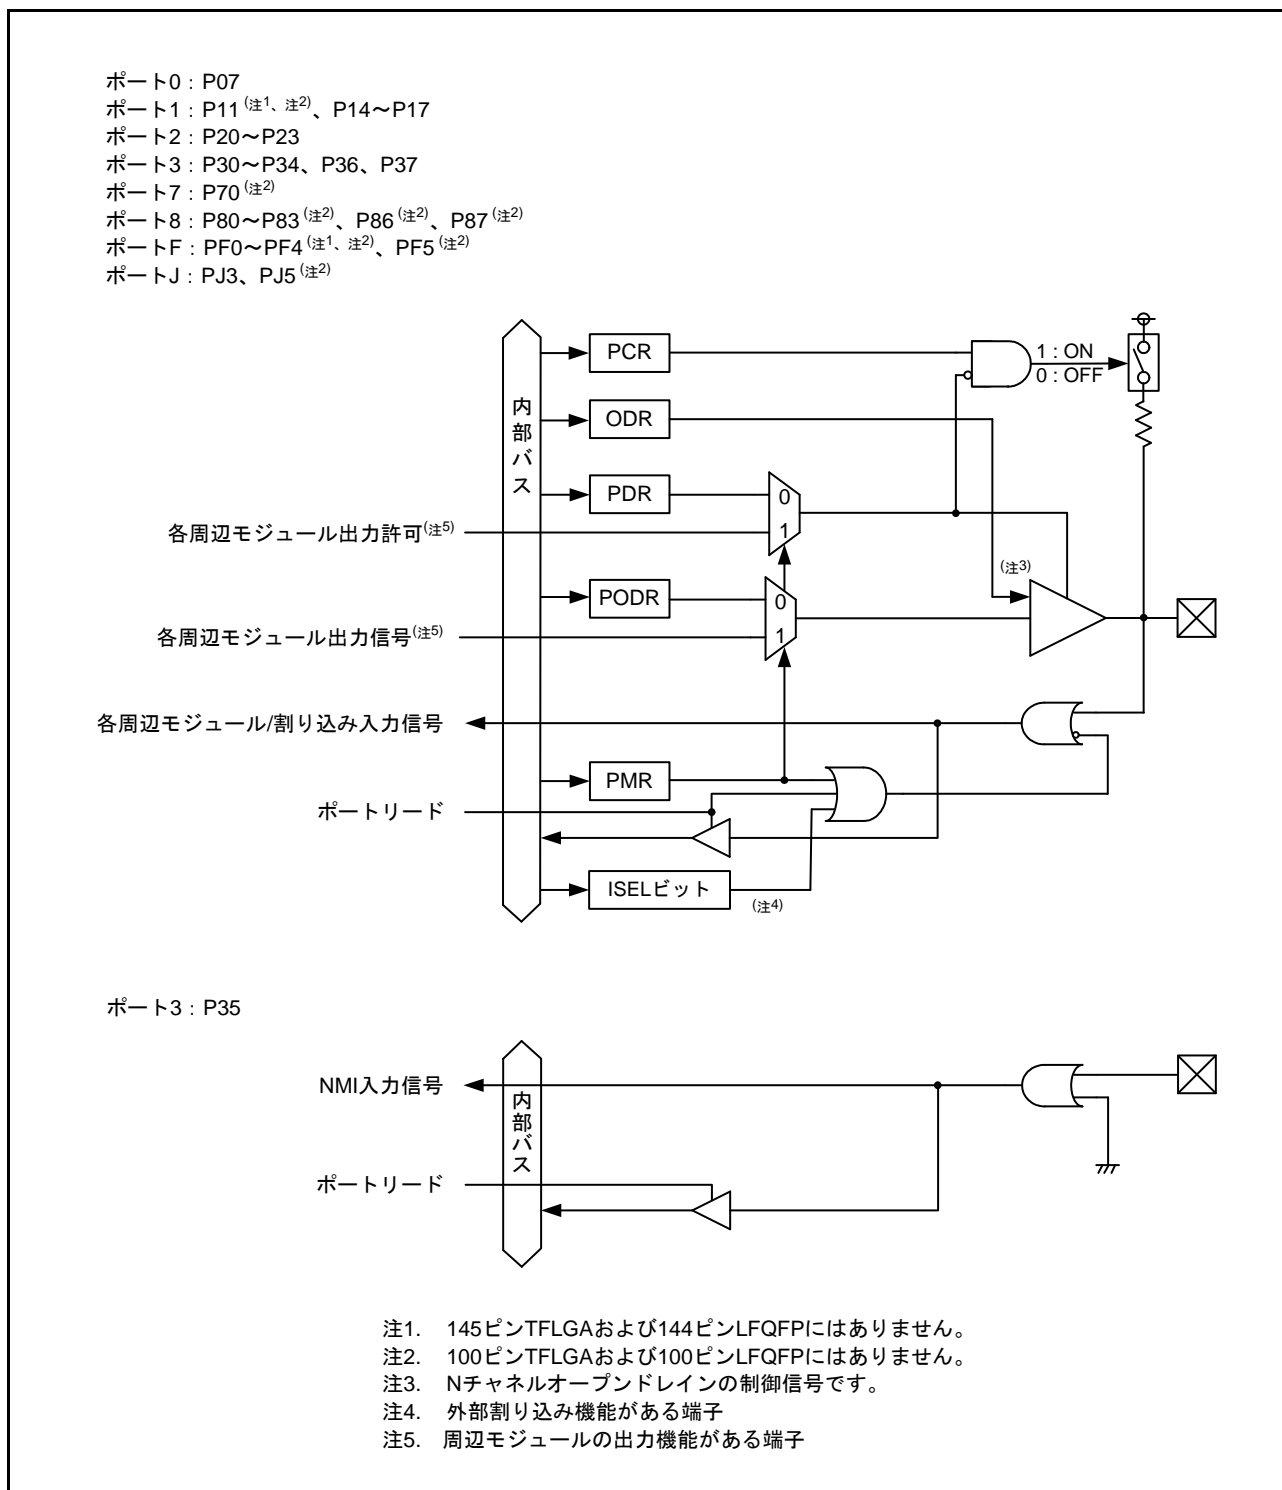 ポート0：P07
ポート1：P11(注1、注2)、P14～P17
ポート2：P20～P23
ポート3：P30～P34、P36、P37
ポート7：P70(注2)
ポート8：P80～P83(注2)、P86(注2)、P87(注2)
ポートF：PF0～PF4(注1、注2)、PF5(注2)
ポートJ：PJ3、PJ5(注2)
内部バス
PCR
1 : ON
0 : OFF
ODR
PDR
0
1
各周辺モジュール出力許可(注5)
(注3)
PODR
0
1
各周辺モジュール出力信号(注5)
各周辺モジュール/割り込み入力信号
PMR
ポートリード
ISELビット
(注4)
ポート3：P35
NMI入力信号
内部バス
ポートリード
注1. 145ピンTFLGAおよび144ピンLFQFPにはありません。
注2. 100ピンTFLGAおよび100ピンLFQFPにはありません。
注3. Nチャネルオープンドレインの制御信号です。
注4. 外部割り込み機能がある端子
注5. 周辺モジュールの出力機能がある端子